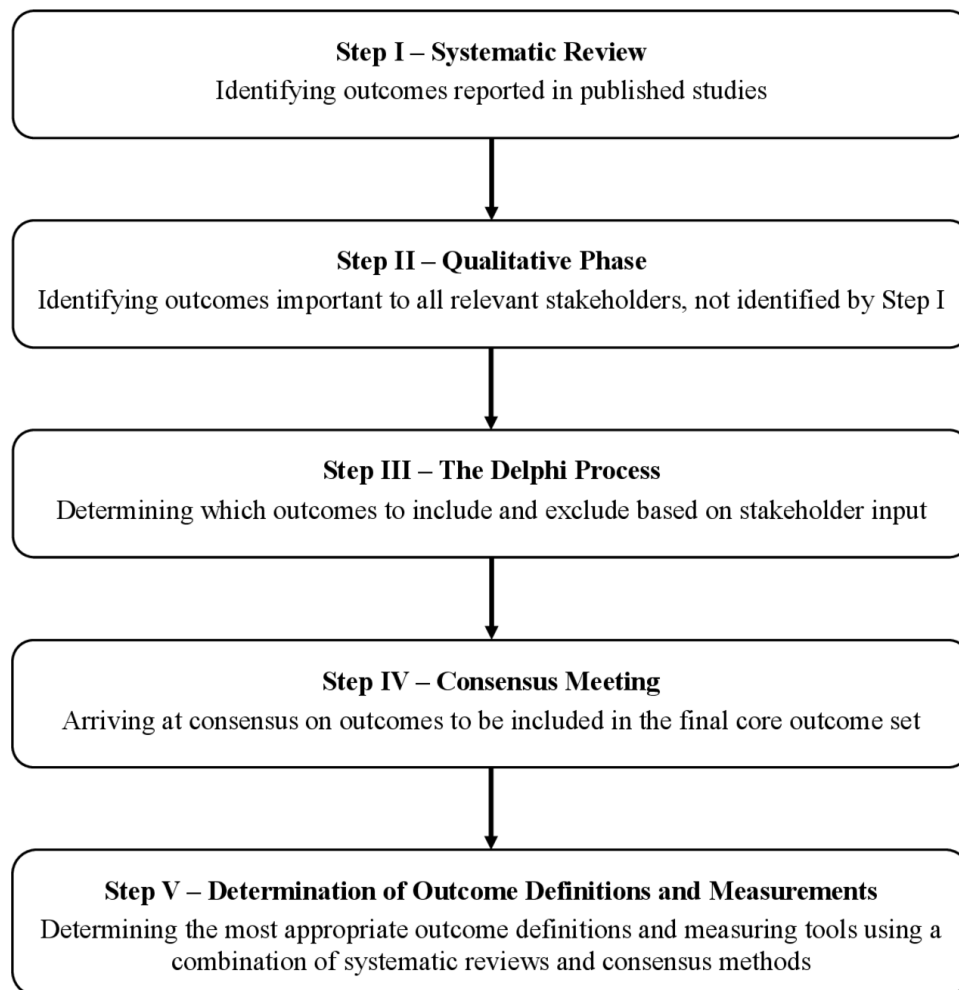 Step I – Systematic Review
Identifying outcomes reported in published studies
Step II – Qualitative Phase
Identifying outcomes important to all relevant stakeholders, not identified by Step I
Step III – The Delphi Process
Determining which outcomes to include and exclude based on stakeholder input
Step IV – Consensus Meeting
Arriving at consensus on outcomes to be included in the final core outcome set
Step V – Determination of Outcome Definitions and Measurements
Determining the most appropriate outcome definitions and measuring tools using a
combination of systematic reviews and consensus methods